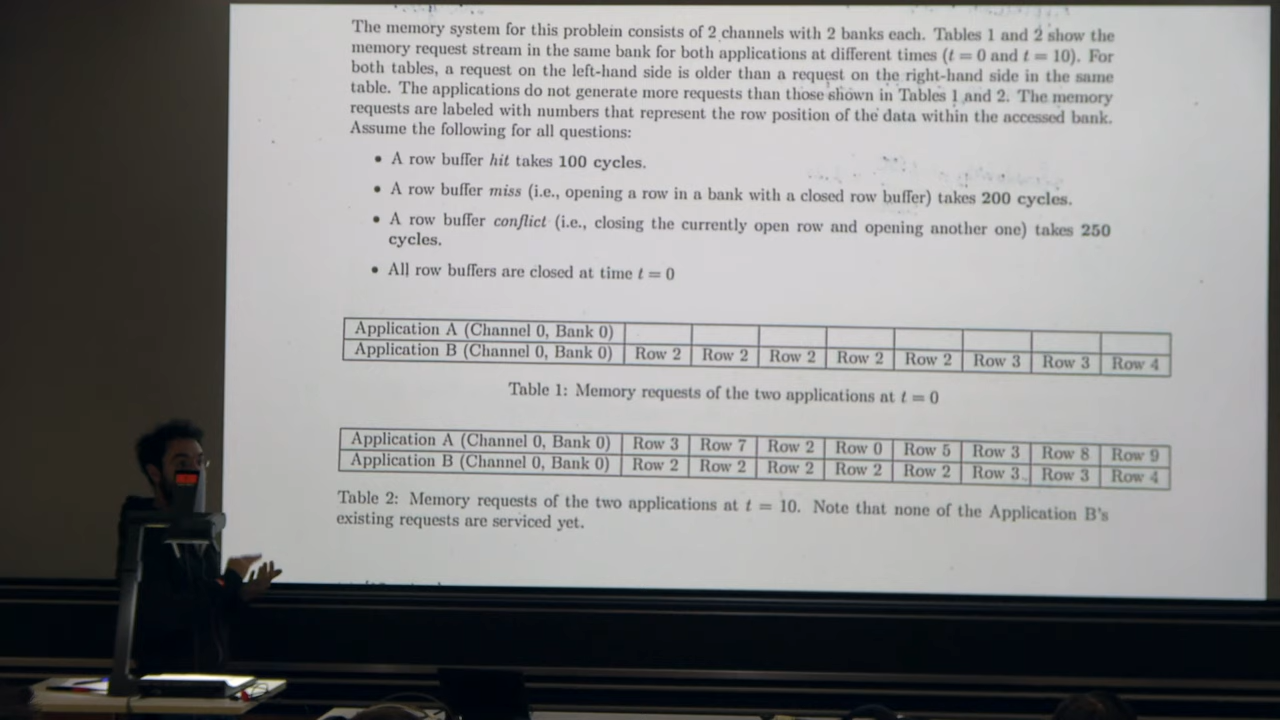 The memory system for this problem consists of 2 channels with 2 banks each. Tables 1 and 2 show the
memory request stream in the same bank for both applications at different times (t = 0 and t = 10). For
both tables, a request on the left-hand side is older than a request on the right-hand side in the same
table. The applications do not generate more requests than those shown in Tables 1 and 2. The memory
requests are labeled with numbers that represent the row position of the data within the accessed bank.
Assume the following for all questions:
• A row buffer hit takes 100 cycles.
• A row buffer miss (i.e., opening a row in a bank with a closed row buffer) takes 200 cycles.
• A row buffer conflict (i.e., closing the currently open row and opening another one) takes 250
cycles.
• All row buffers are closed at time t = 0
Application A (Channel 0, Bank 0)
Application B (Channel 0, Bank 0) Row 2 Row 2 Row 2 Row 2 Row 2 Row 3 Row 3 Row 4
Table 1: Memory requests of the two applications at t = 0
Application A (Channel 0, Bank 0) Row 3 Row 7 Row 2 Row 0 Row 5 Row 3 Row 8 Row 9
Application B (Channel 0, Bank 0) Row 2 Row 2 Row 2 Row 2 Row 2 Row 3 Row 3 Row 4
Table 2: Memory requests of the two applications at t = 10. Note that none of the Application B's
existing requests are serviced yet.